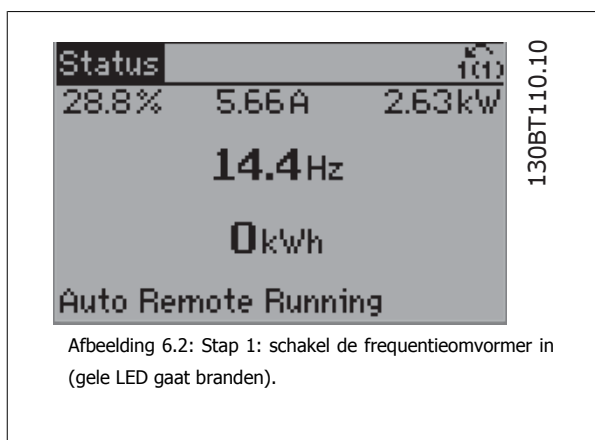 Status 1(1)
28.8% 5.66A 2.63kW
14.4Hz
0kWh
Auto Remote Running
130BT110.10
Afbeelding 6.2: Stap 1: schakel de frequentieomvormer in
(gele LED gaat branden).